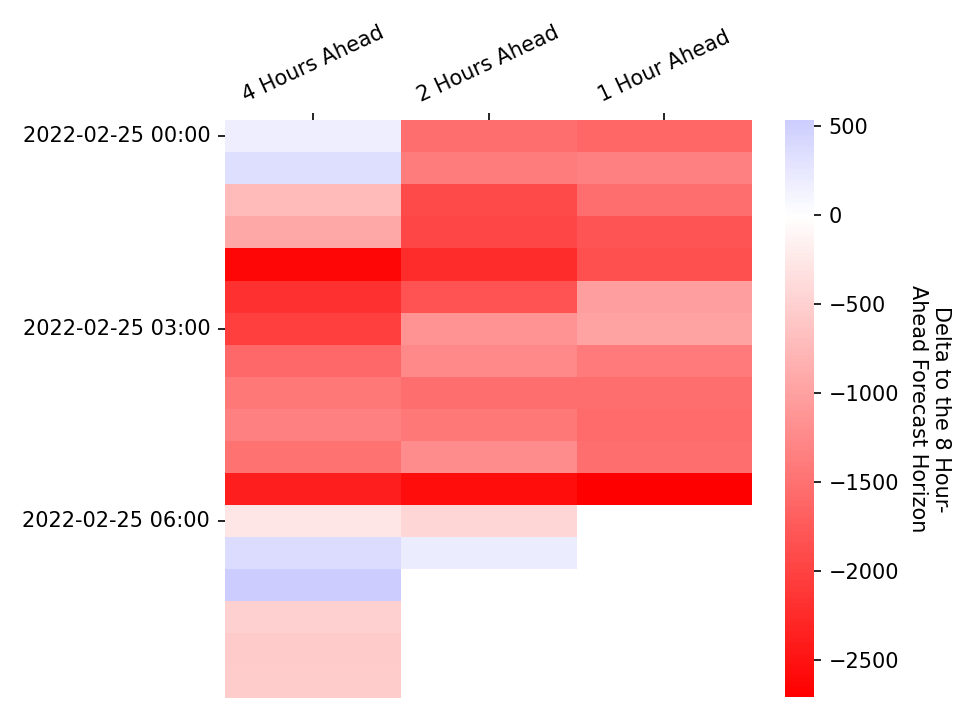 4 Hours Ahead
2 Hours Ahead
1 Hour Ahead
2022-02-25 00:00
2022-02-25 03:00
2022-02-25 06:00
500
0
−500
−1000
−1500
−2000
−2500
Delta to the 8 Hour-
Ahead Forecast Horizon